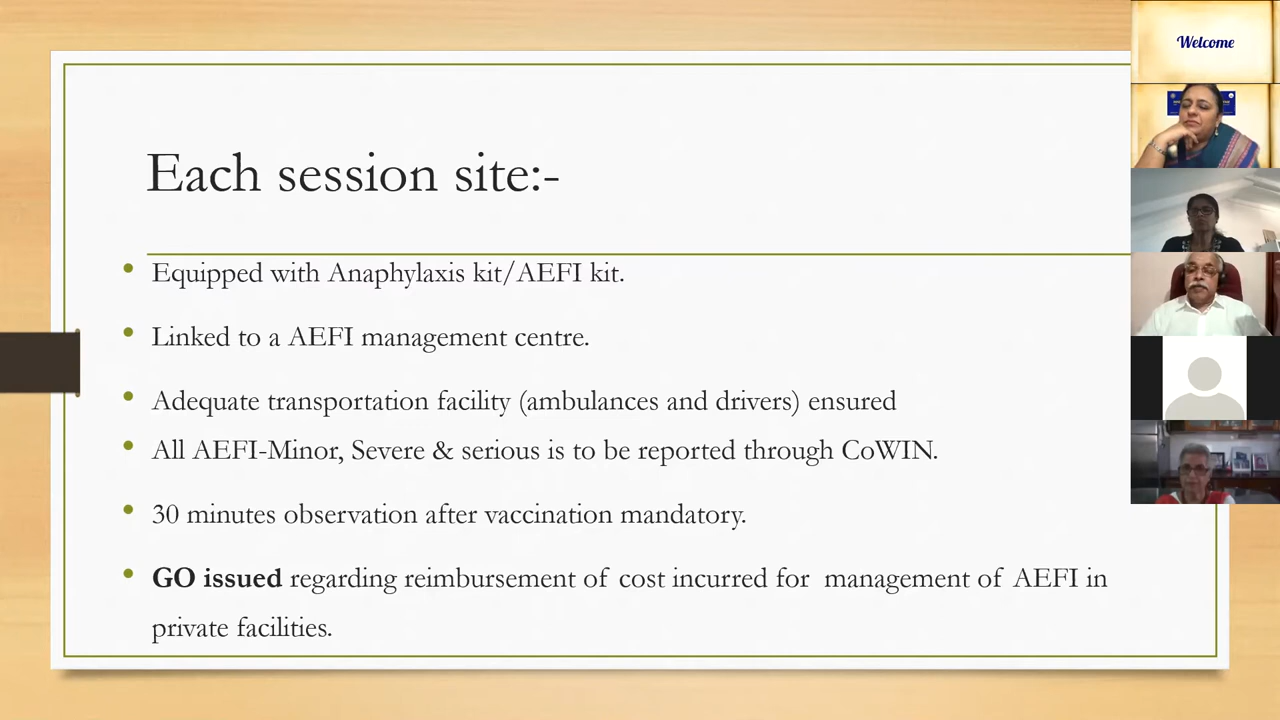 Welcome
Each session site:-
Equipped with Anaphylaxis kit/AEFI kit.
Linked to a AEFI management centre.
Adequate transportation facility (ambulances and drivers) ensured
All AEFI-Minor, Severe & serious is to be reported through CoWIN.
30 minutes observation after vaccination mandatory.
GO issued regarding reimbursement of cost incurred for management of AEFI in
private facilities.